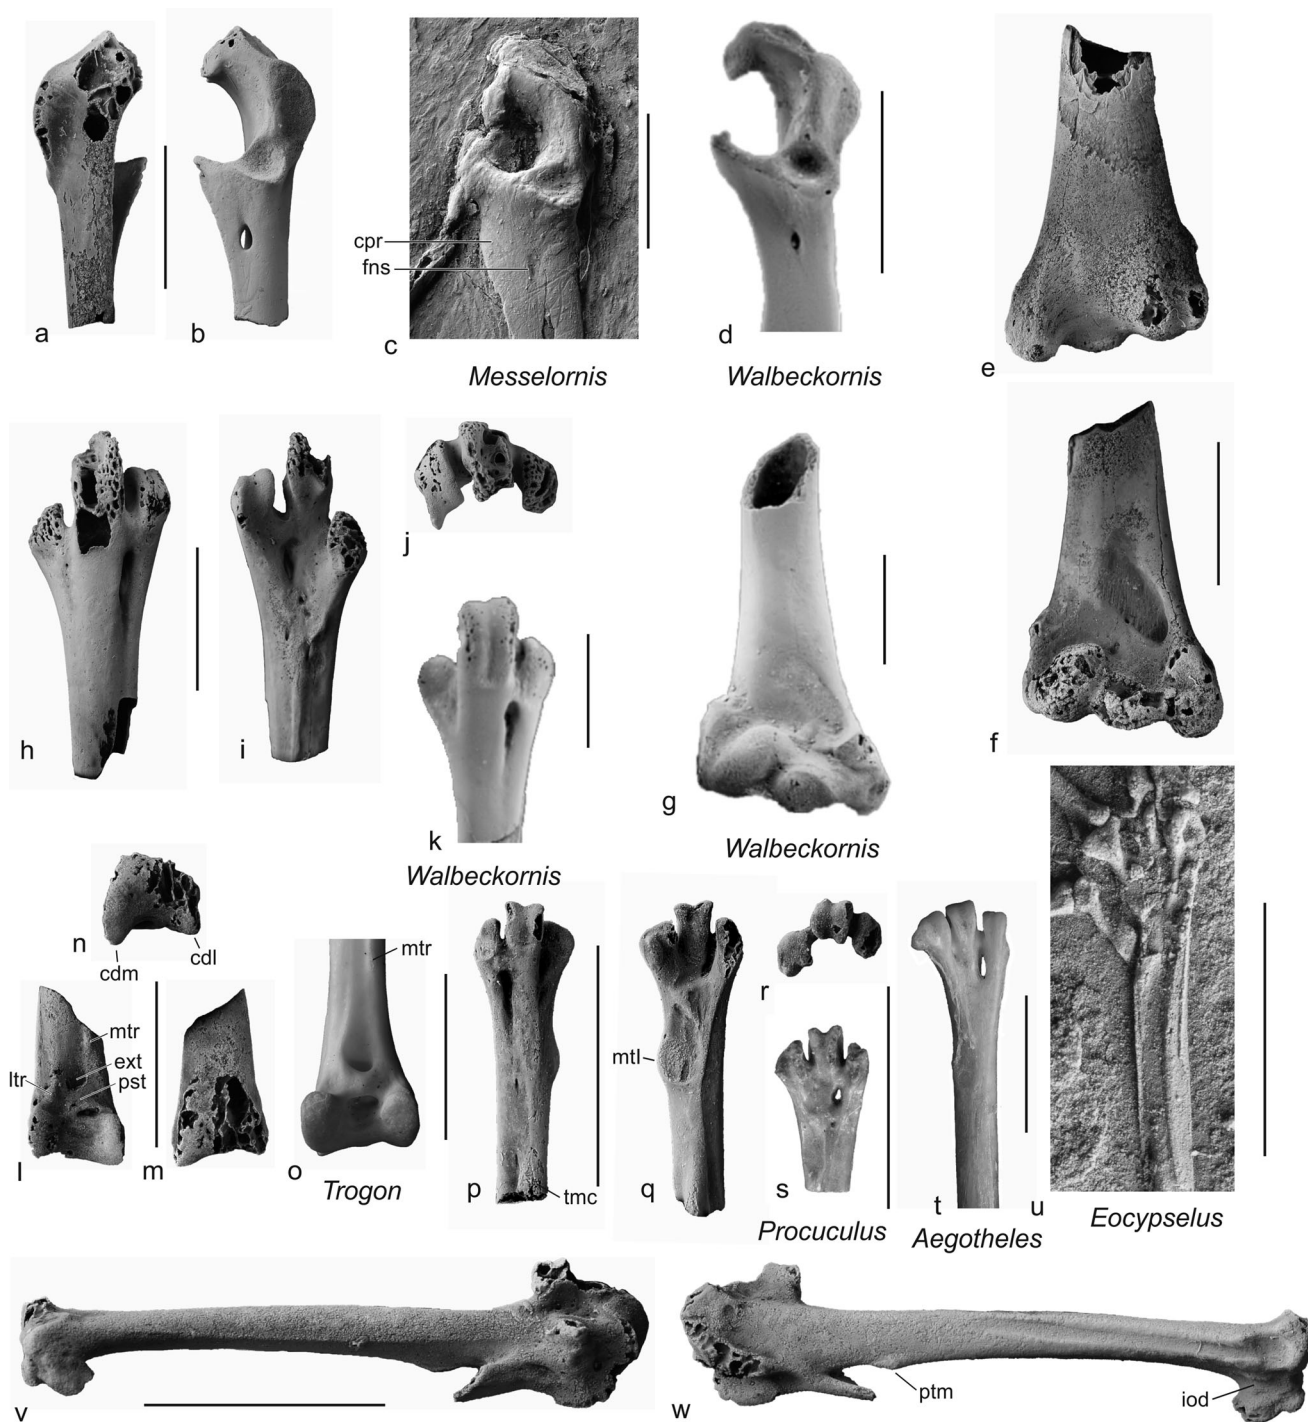 a
b
cpr
fns
c
d
e
Messelornis
Walbeckornis
h
i
j
k
g
f
Walbeckornis
Walbeckornis
n
cdm
cdl
mtr
ext
pst
ltr
l
m
mtr
o
Trogon
p
tmc
mtl
q
r
s
Procuculus
t
Aegotheles
u
Eocypselus
v
w
ptm
iod